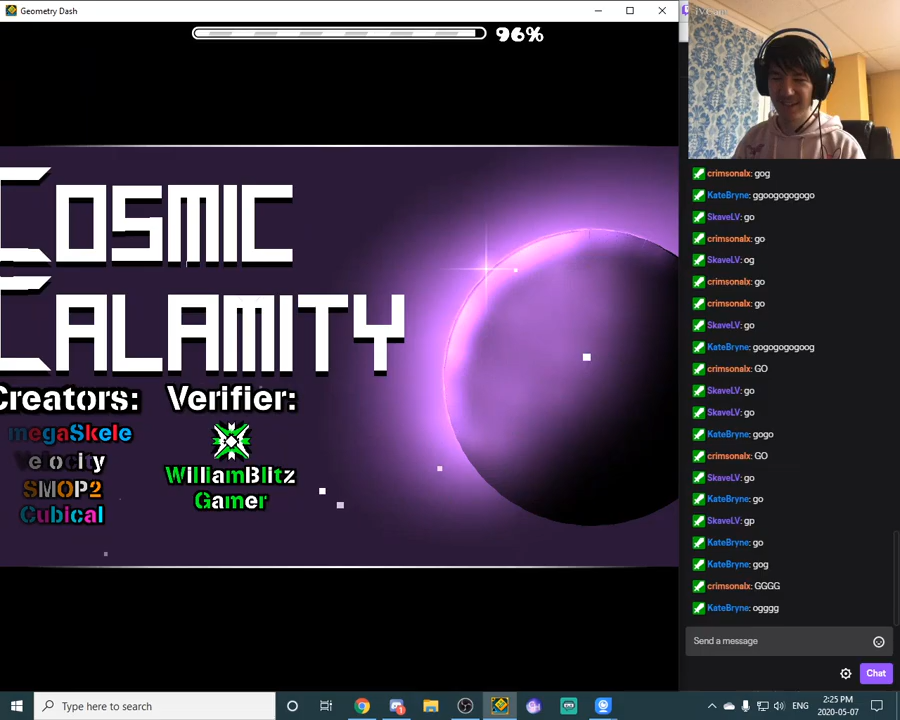 Geometry Dash
96%
COSMIC
CALAMITY
Creators:
Verifier:
megaSkele
Velocity
SMOP2
Cubical
WilliamBlitz
Gamer
crimsonalx: gog
KateBryne: ggoogogogogo
SkaveLV: go
crimsonalx: go
SkaveLV: og
crimsonalx: go
crimsonalx: go
SkaveLV: go
KateBryne: gogogogogoog
crimsonalx: GO
SkaveLV: go
SkaveLV: go
KateBryne: gogo
crimsonalx: GO
SkaveLV: go
KateBryne: go
SkaveLV: gp
KateBryne: go
KateBryne: gog
crimsonalx: GGGG
KateBryne: ogggg
Send a message
Chat
Type here to search
ENG
2:25 PM
2020-05-07